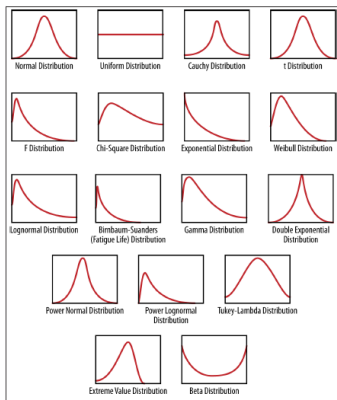 Normal Distribution
Uniform Distribution
Cauchy Distribution
t Distribution
F Distribution
Chi-Square Distribution
Exponential Distribution
Weibull Distribution
Lognormal Distribution
Birnbaum-Suanders
(Fatigue Life) Distribution
Gamma Distribution
Double Exponential
Distribution
Power Normal Distribution
Power Lognormal
Distribution
Tukey-Lambda Distribution
Extreme Value Distribution
Beta Distribution